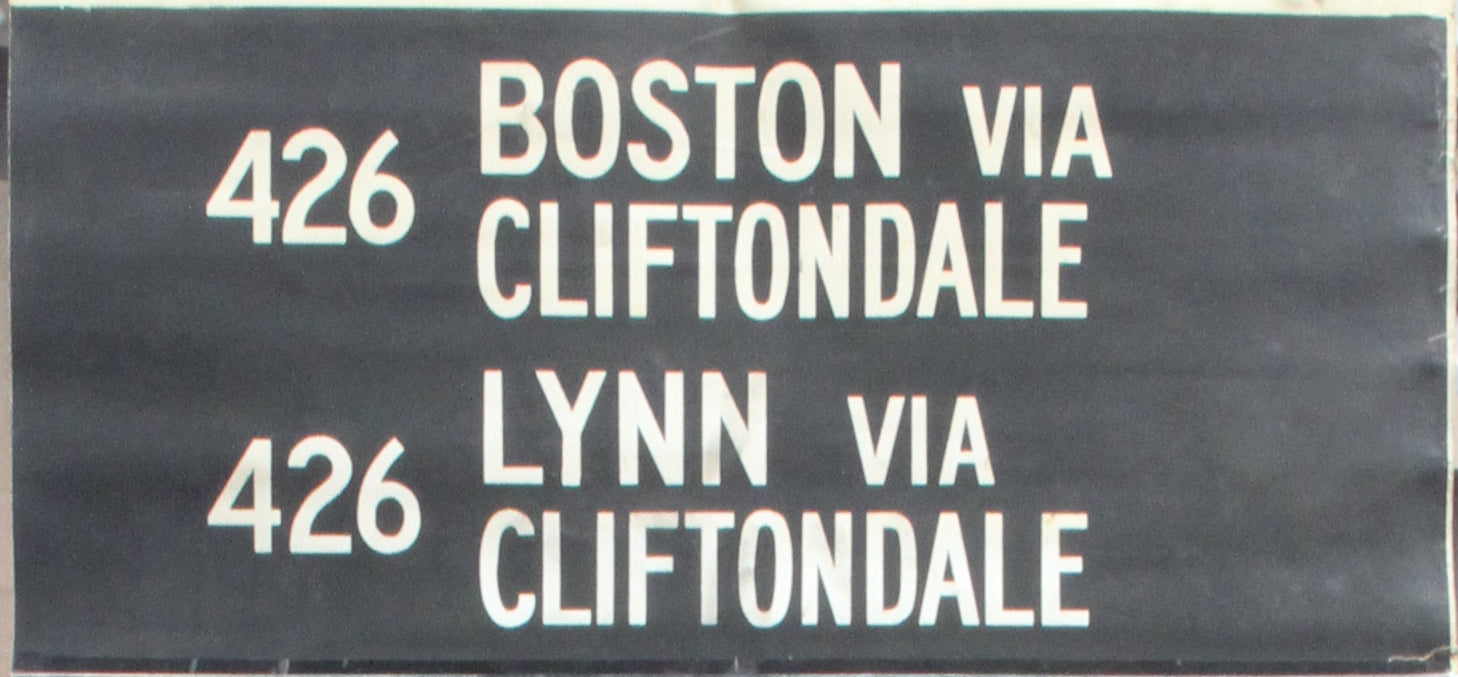 426 BOSTON VIA
CLIFTONDALE
426 LYNN VIA
CLIFTONDALE